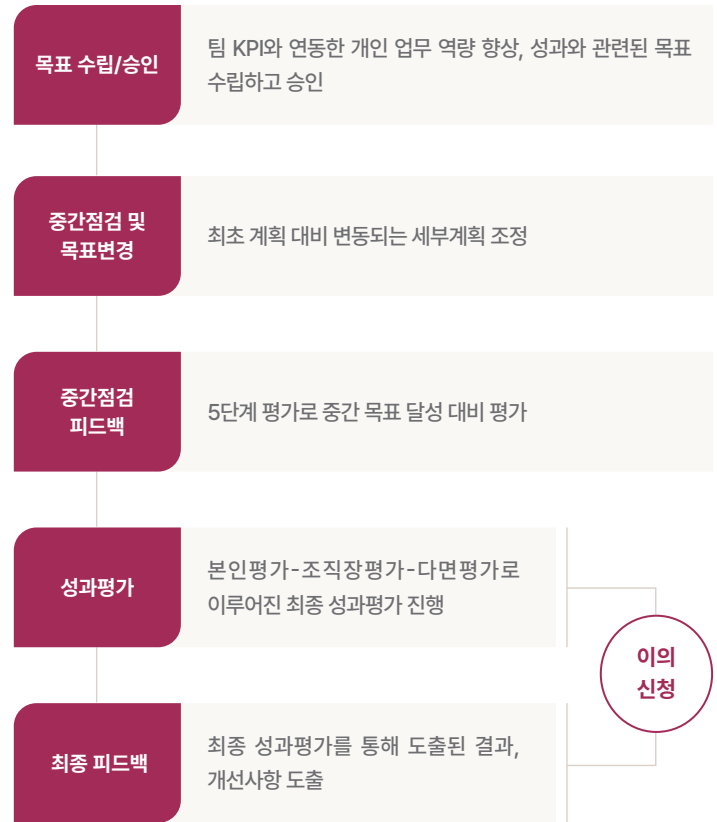 목표 수립/승인
팀 KPI와 연동한 개인 업무 역량 향상, 성과와 관련된 목표
수립하고 승인
중간점검 및
목표변경
최초 계획 대비 변동되는 세부계획 조정
중간점검
피드백
5단계 평가로 중간 목표 달성 대비 평가
성과평가
본인평가-조직장평가-다면평가로
이루어진 최종 성과평가 진행
이의
신청
최종 피드백
최종 성과평가를 통해 도출된 결과,
개선사항 도출